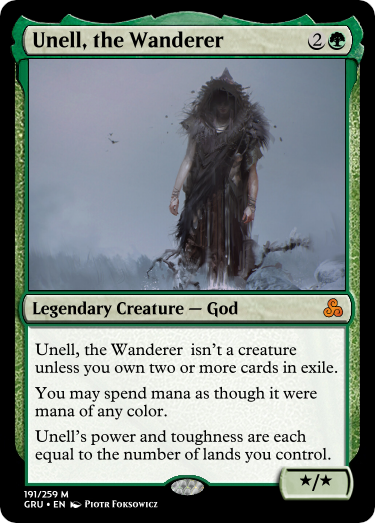 Unell, the Wanderer 2
Legendary Creature — God
Unell, the Wanderer isn't a creature
unless you own two or more cards in exile.
You may spend mana as though it were
mana of any color.
Unell's power and toughness are each
equal to the number of lands you control.
★/★
191/259 M
GRU • EN Piotr Foksowicz